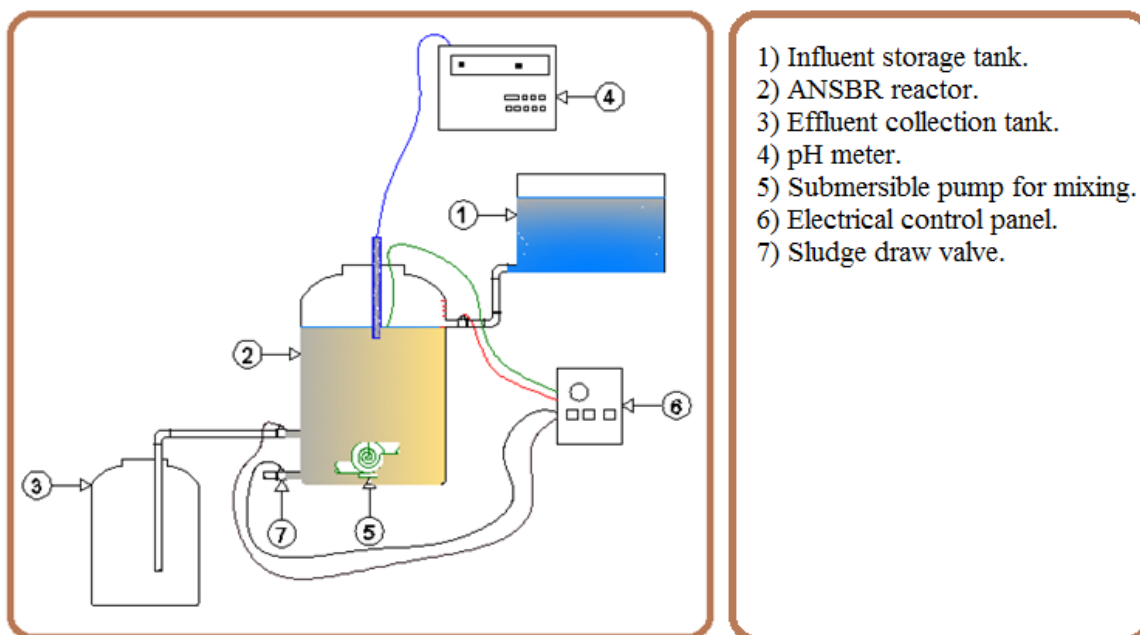 4
1
2
6
3
7
5
1) Influent storage tank.
2) ANSBR reactor.
3) Effluent collection tank.
4) pH meter.
5) Submersible pump for mixing.
6) Electrical control panel.
7) Sludge draw valve.